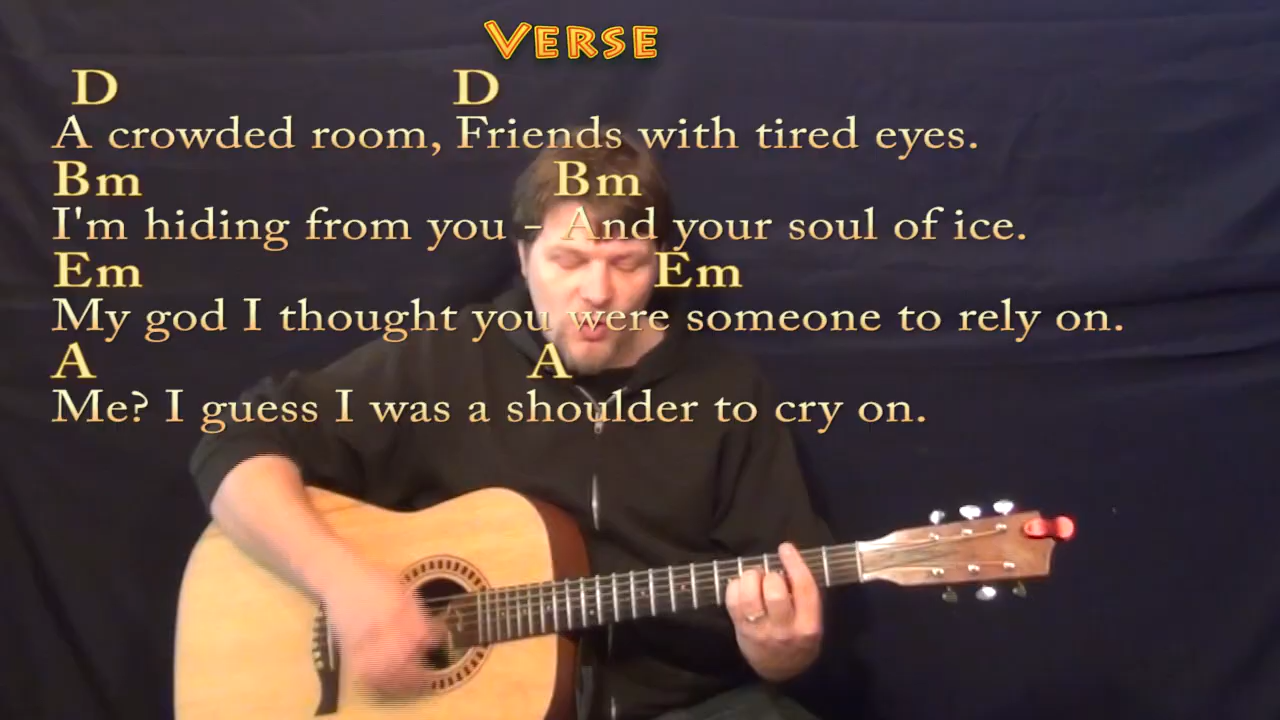 VERSE
D D
A crowded room, Friends with tired eyes.
Bm Bm
I'm hiding from you - And your soul of ice.
Em Em
My god I thought you were someone to rely on.
A A
Me? I guess I was a shoulder to cry on.